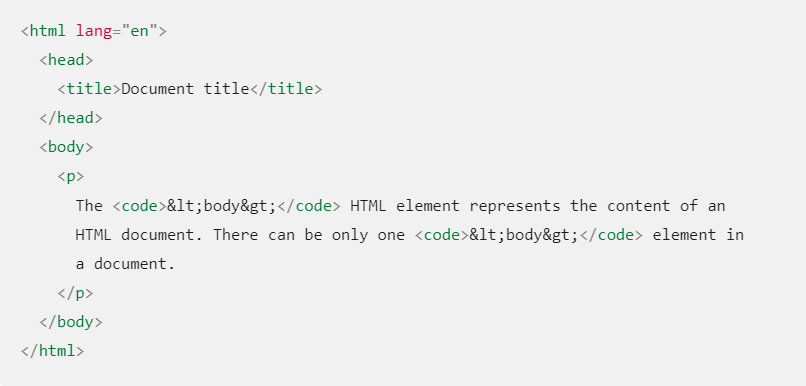 <html lang="en">
  <head>
    <title>Document title</title>
  </head>
  <body>
    <p>
      The <code>&lt;body&gt;</code> HTML element represents the content of an
      HTML document. There can be only one <code>&lt;body&gt;</code> element in
      a document.
    </p>
  </body>
</html>